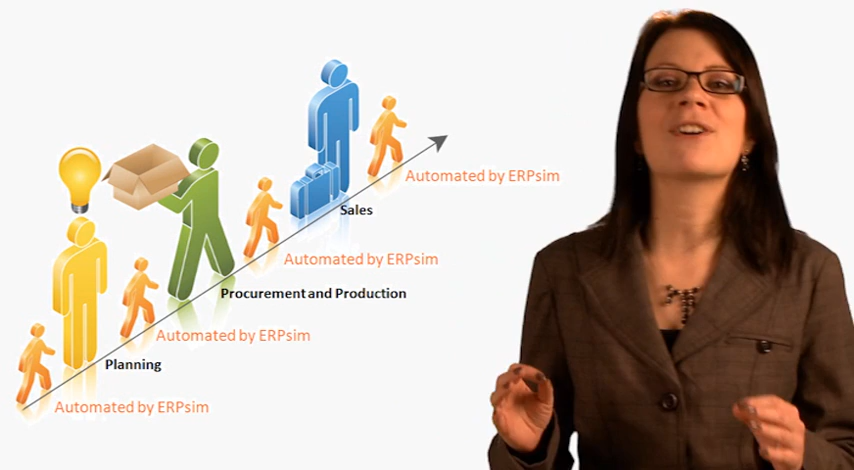 Automated by ERPsim
Sales
Automated by ERPsim
Procurement and Production
Automated by ERPsim
Planning
Automated by ERPsim